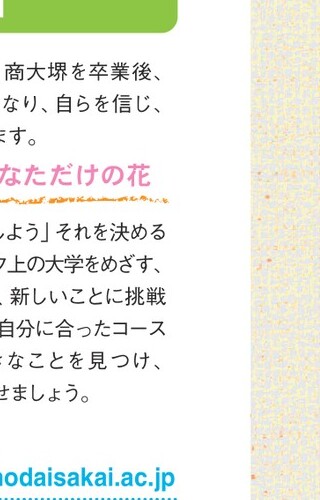 商大堺を卒業後、
なり、自らを信じ、
ます。
なただけの花
しよう」それを決める
ク上の大学をめざす、
、新しいことに挑戦
自分に合ったコース
きなことを見つけ、
せましょう。
nodaisakai.ac.jp